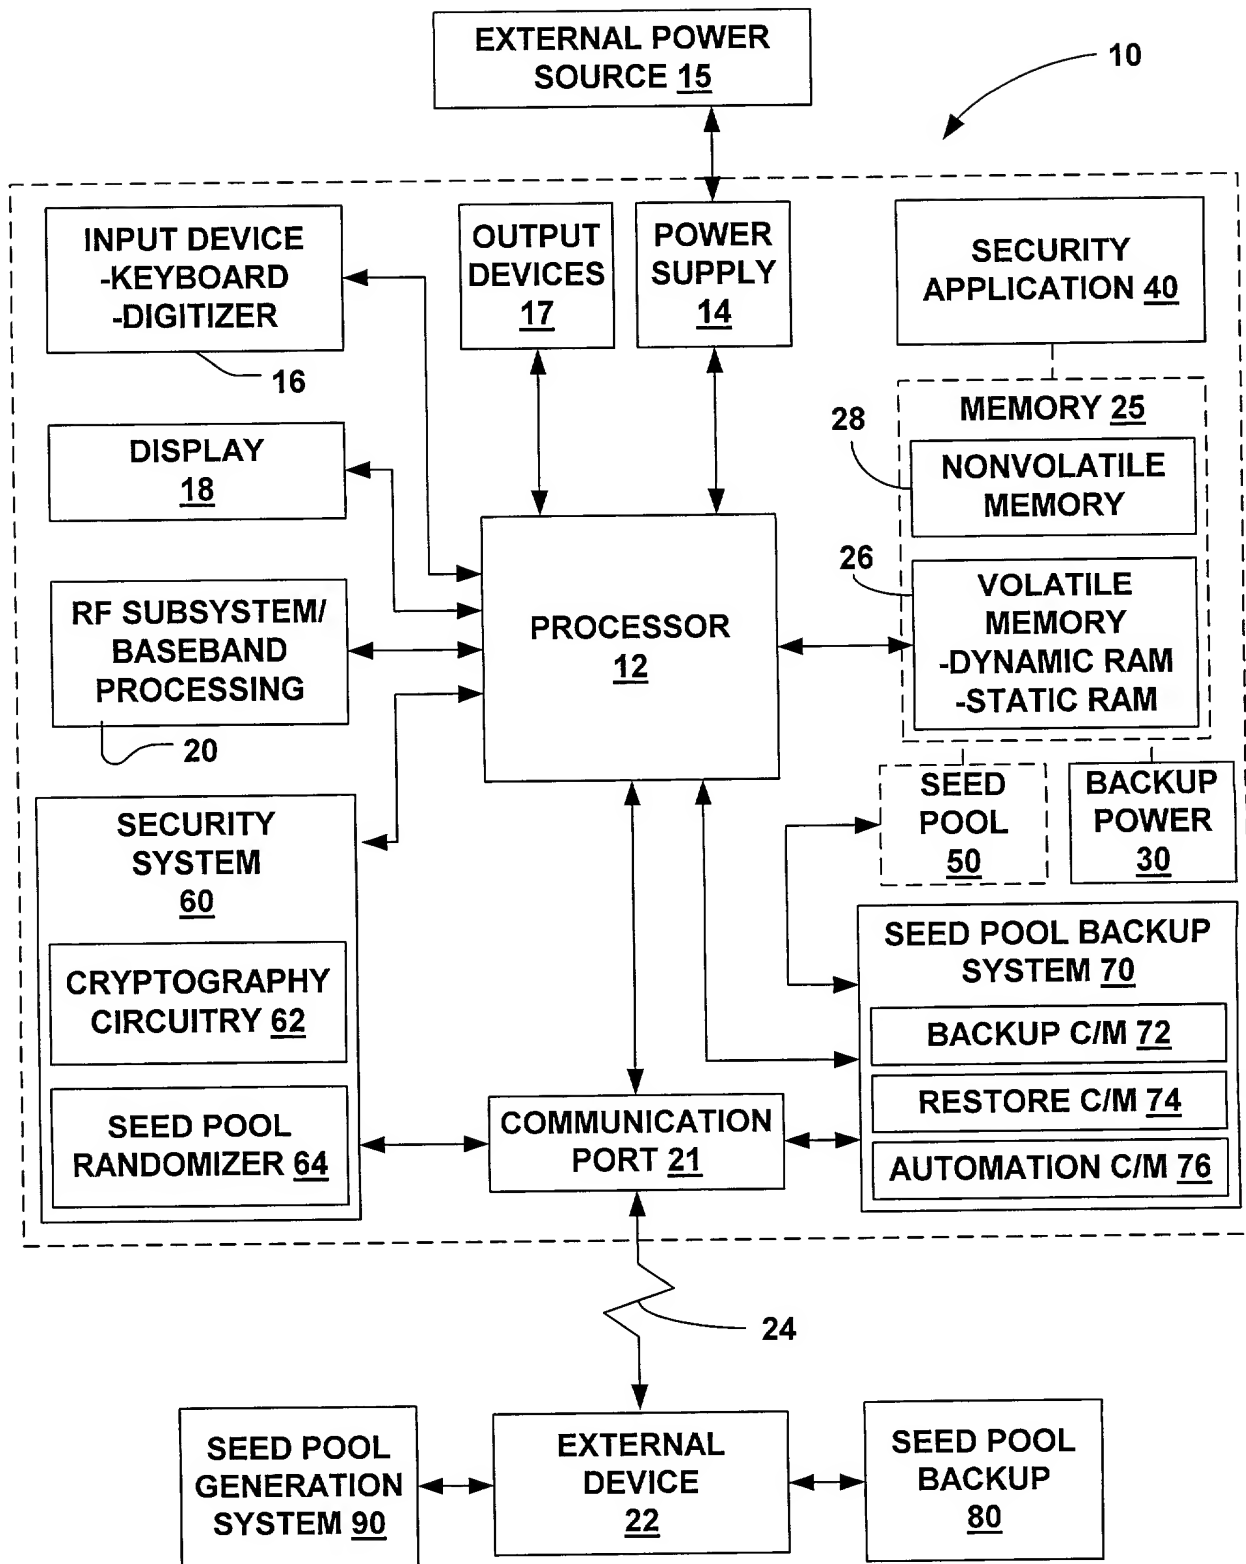 EXTERNAL POWER
SOURCE 15
10
INPUT DEVICE
-KEYBOARD
-DIGITIZER
16
OUTPUT
DEVICES
17
POWER
SUPPLY
14
SECURITY
APPLICATION 40
MEMORY 25
28
NONVOLATILE
MEMORY
26
VOLATILE
MEMORY
-DYNAMIC RAM
-STATIC RAM
DISPLAY
18
RF SUBSYSTEM/
BASEBAND
PROCESSING
20
PROCESSOR
12
SEED
POOL
50
BACKUP
POWER
30
SECURITY
SYSTEM
60
CRYPTOGRAPHY
CIRCUITRY 62
SEED POOL
RANDOMIZER 64
COMMUNICATION
PORT 21
SEED POOL BACKUP
SYSTEM 70
BACKUP C/M 72
RESTORE C/M 74
AUTOMATION C/M 76
24
SEED POOL
GENERATION
SYSTEM 90
EXTERNAL
DEVICE
22
SEED POOL
BACKUP
80